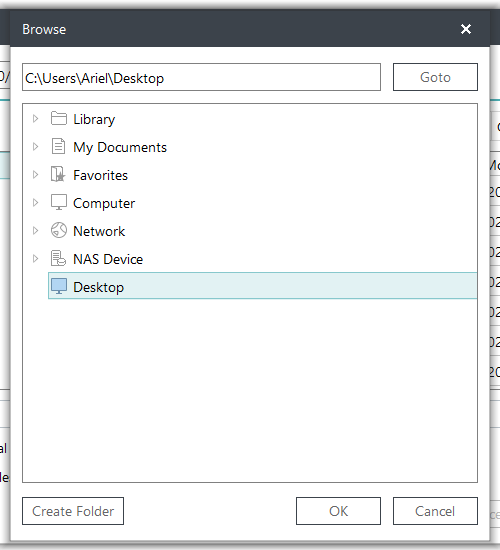 Browse
C:\Users\Ariel\Desktop
Goto
Library
My Documents
Favorites
Computer
Network
NAS Device
Desktop
Create Folder
OK
Cancel